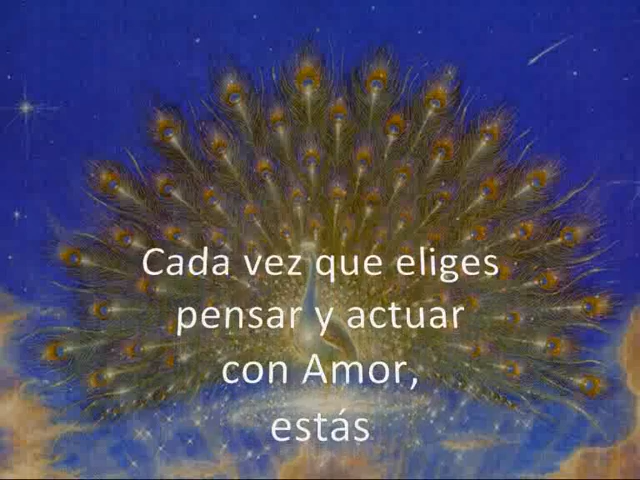 Cada vez que eliges
pensar y actuar
con Amor,
estás